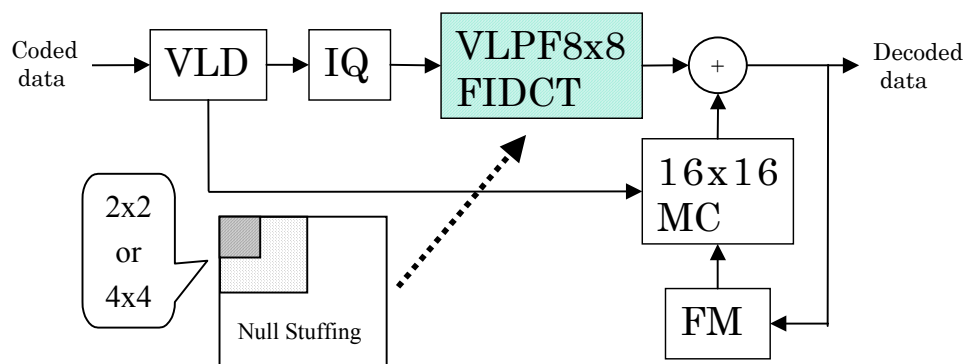 Coded
data
VLD
IQ
VLPF8x8
FIDCT
+
Decoded
data
16x16
MC
2x2
or
4x4
Null Stuffing
FM